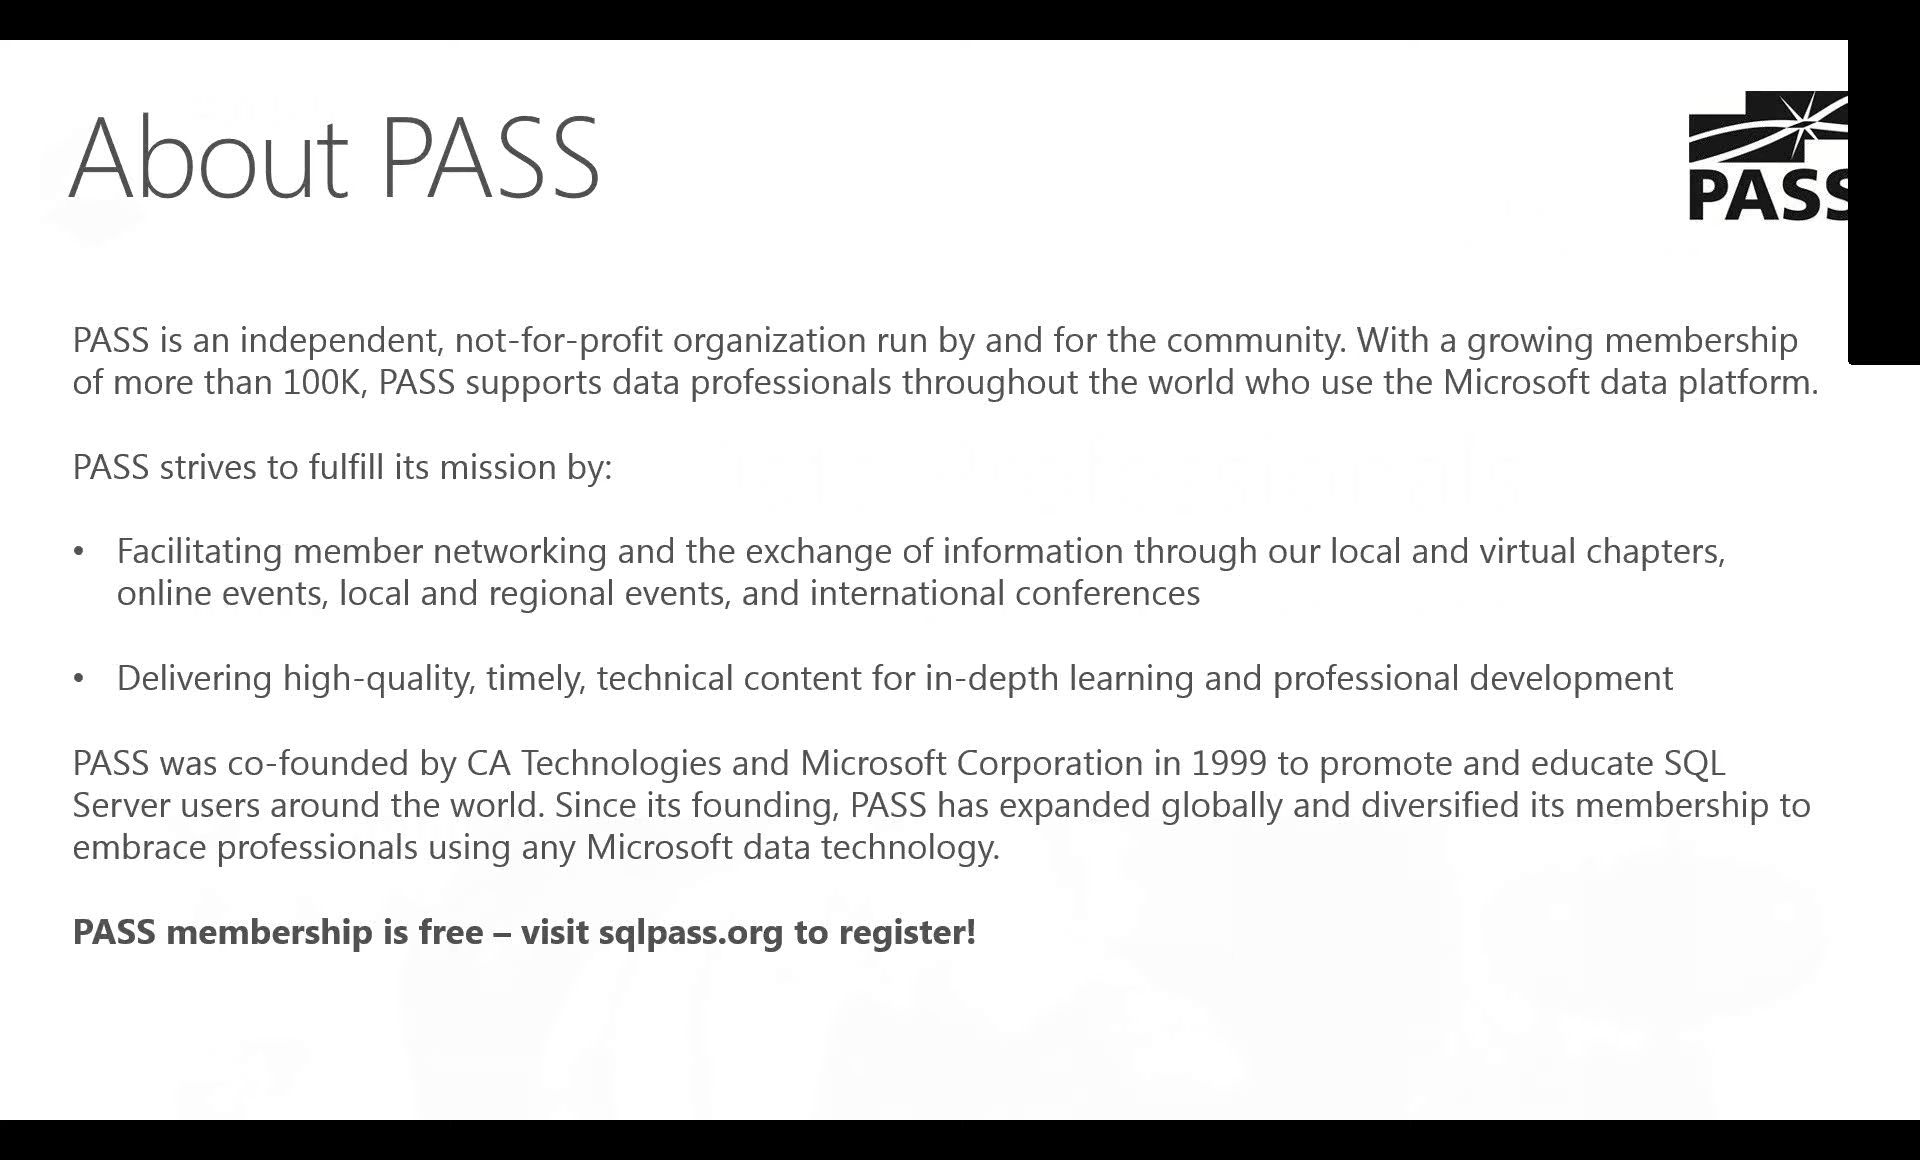 About PASS
PASS
PASS is an independent, not-for-profit organization run by and for the community. With a growing membership
of more than 100K, PASS supports data professionals throughout the world who use the Microsoft data platform.
PASS strives to fulfill its mission by:
• Facilitating member networking and the exchange of information through our local and virtual chapters,
online events, local and regional events, and international conferences
• Delivering high-quality, timely, technical content for in-depth learning and professional development
PASS was co-founded by CA Technologies and Microsoft Corporation in 1999 to promote and educate SQL
Server users around the world. Since its founding, PASS has expanded globally and diversified its membership to
embrace professionals using any Microsoft data technology.
PASS membership is free – visit sqlpass.org to register!